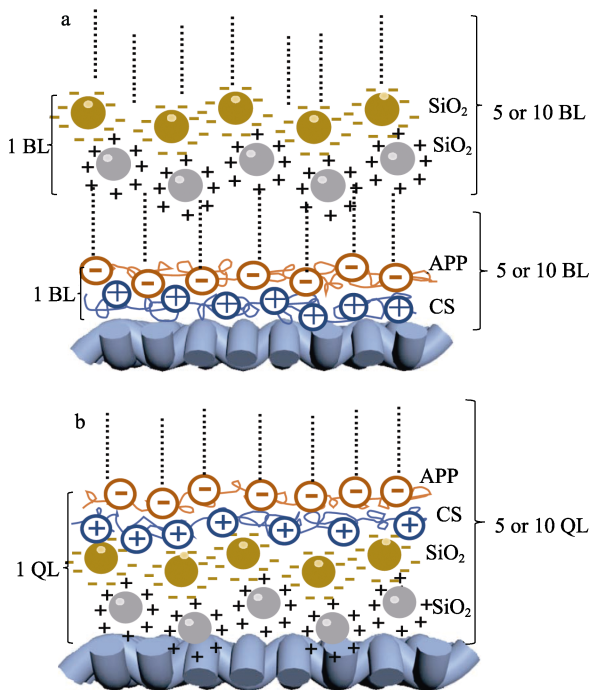 a
SiO₂
5 or 10 BL
1 BL
SiO₂
APP
5 or 10 BL
1 BL
CS
b
APP
CS
5 or 10 QL
SiO₂
1 QL
SiO₂